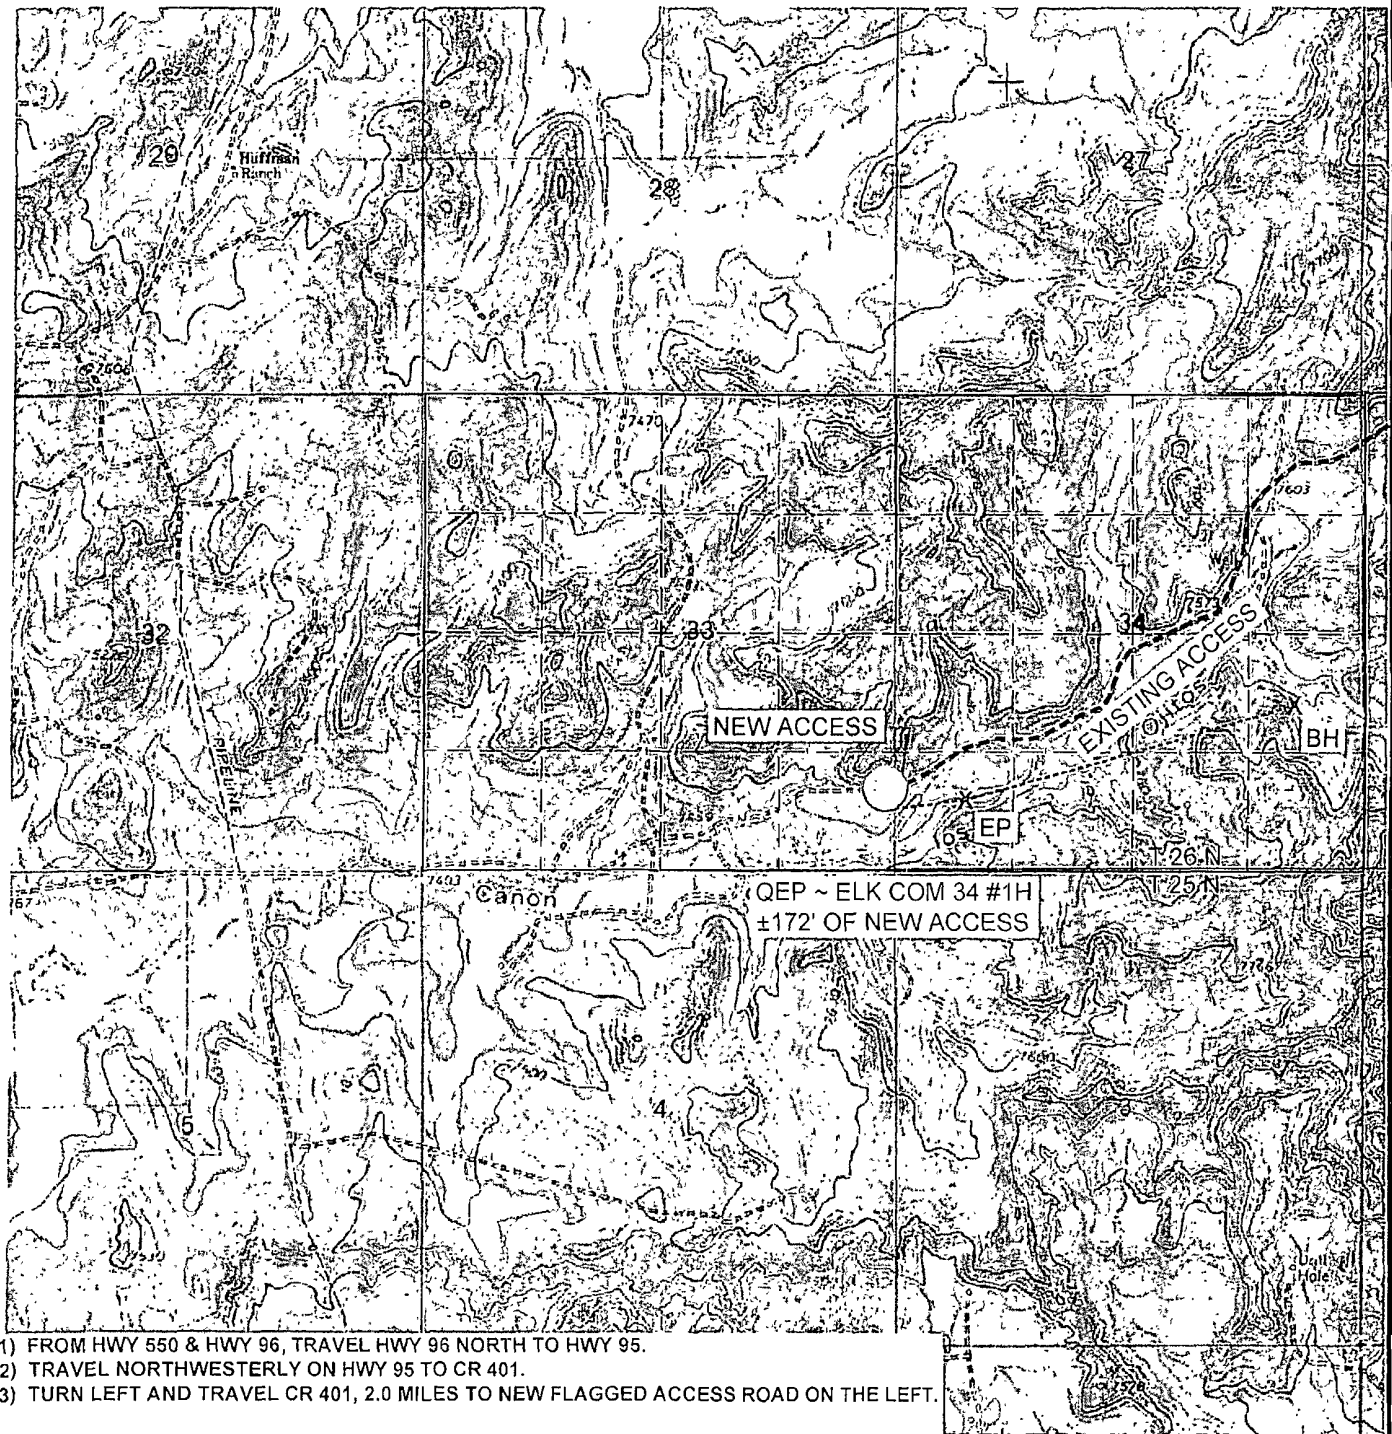 29
Huffman
Ranch
28
27
7470
7603
32
33
34
7573
EXISTING ACCESS
NEW ACCESS
BH
EP
PIPELINE
T 26 N
T 25 N
7403
Canon
QEP ~ ELK COM 34 #1H
±172' OF NEW ACCESS
5
4
Hole
1) FROM HWY 550 & HWY 96, TRAVEL HWY 96 NORTH TO HWY 95.
2) TRAVEL NORTHWESTERLY ON HWY 95 TO CR 401.
3) TURN LEFT AND TRAVEL CR 401, 2.0 MILES TO NEW FLAGGED ACCESS ROAD ON THE LEFT.